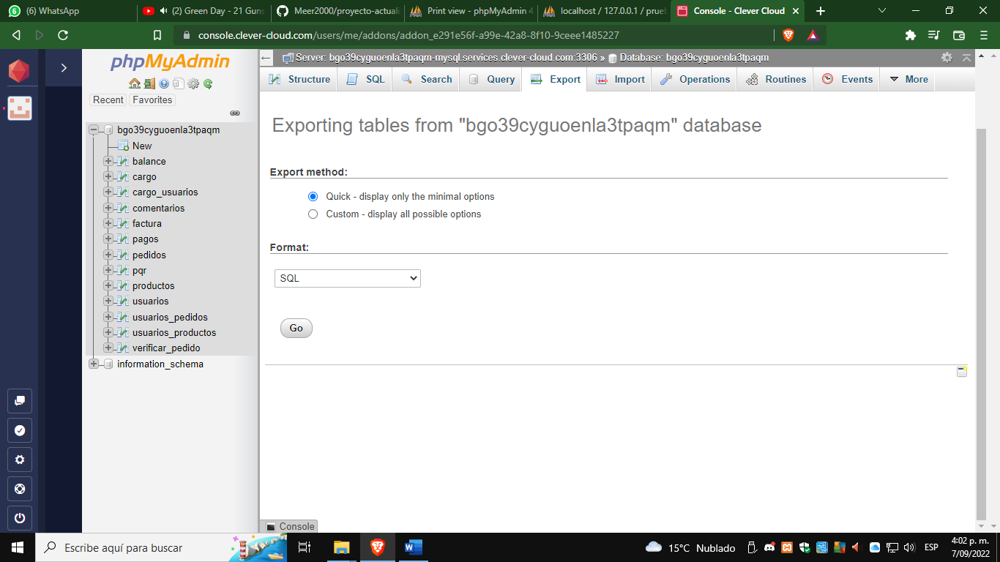 (6) WhatsApp
(2) Green Day - 21 Guns
Meer2000/proyecto-actuali
Print view - phpMyAdmin 4
localhost / 127.0.0.1 / prueb
Console - Clever Cloud
console.clever-cloud.com/users/me/addons/addon_e291e56f-a99e-42a8-8f10-9ceee1485227
phpMyAdmin
Recent
Favorites
bgo39cyguoenla3tpaqm
New
balance
cargo
cargo_usuarios
comentarios
factura
pagos
pedidos
pqr
productos
usuarios
usuarios_pedidos
usuarios_productos
verificar_pedido
information_schema
Server: bgo39cyguoenla3tpaqm-mysql.services.clever-cloud.com:3306 » Database: bgo39cyguoenla3tpaqm
Structure
SQL
Search
Query
Export
Import
Operations
Routines
Events
More
Exporting tables from "bgo39cyguoenla3tpaqm" database
Export method:
Quick - display only the minimal options
Custom - display all possible options
Format:
SQL
Go
Console
Escribe aquí para buscar
15°C Nublado
ESP
4:02 p. m.
7/09/2022